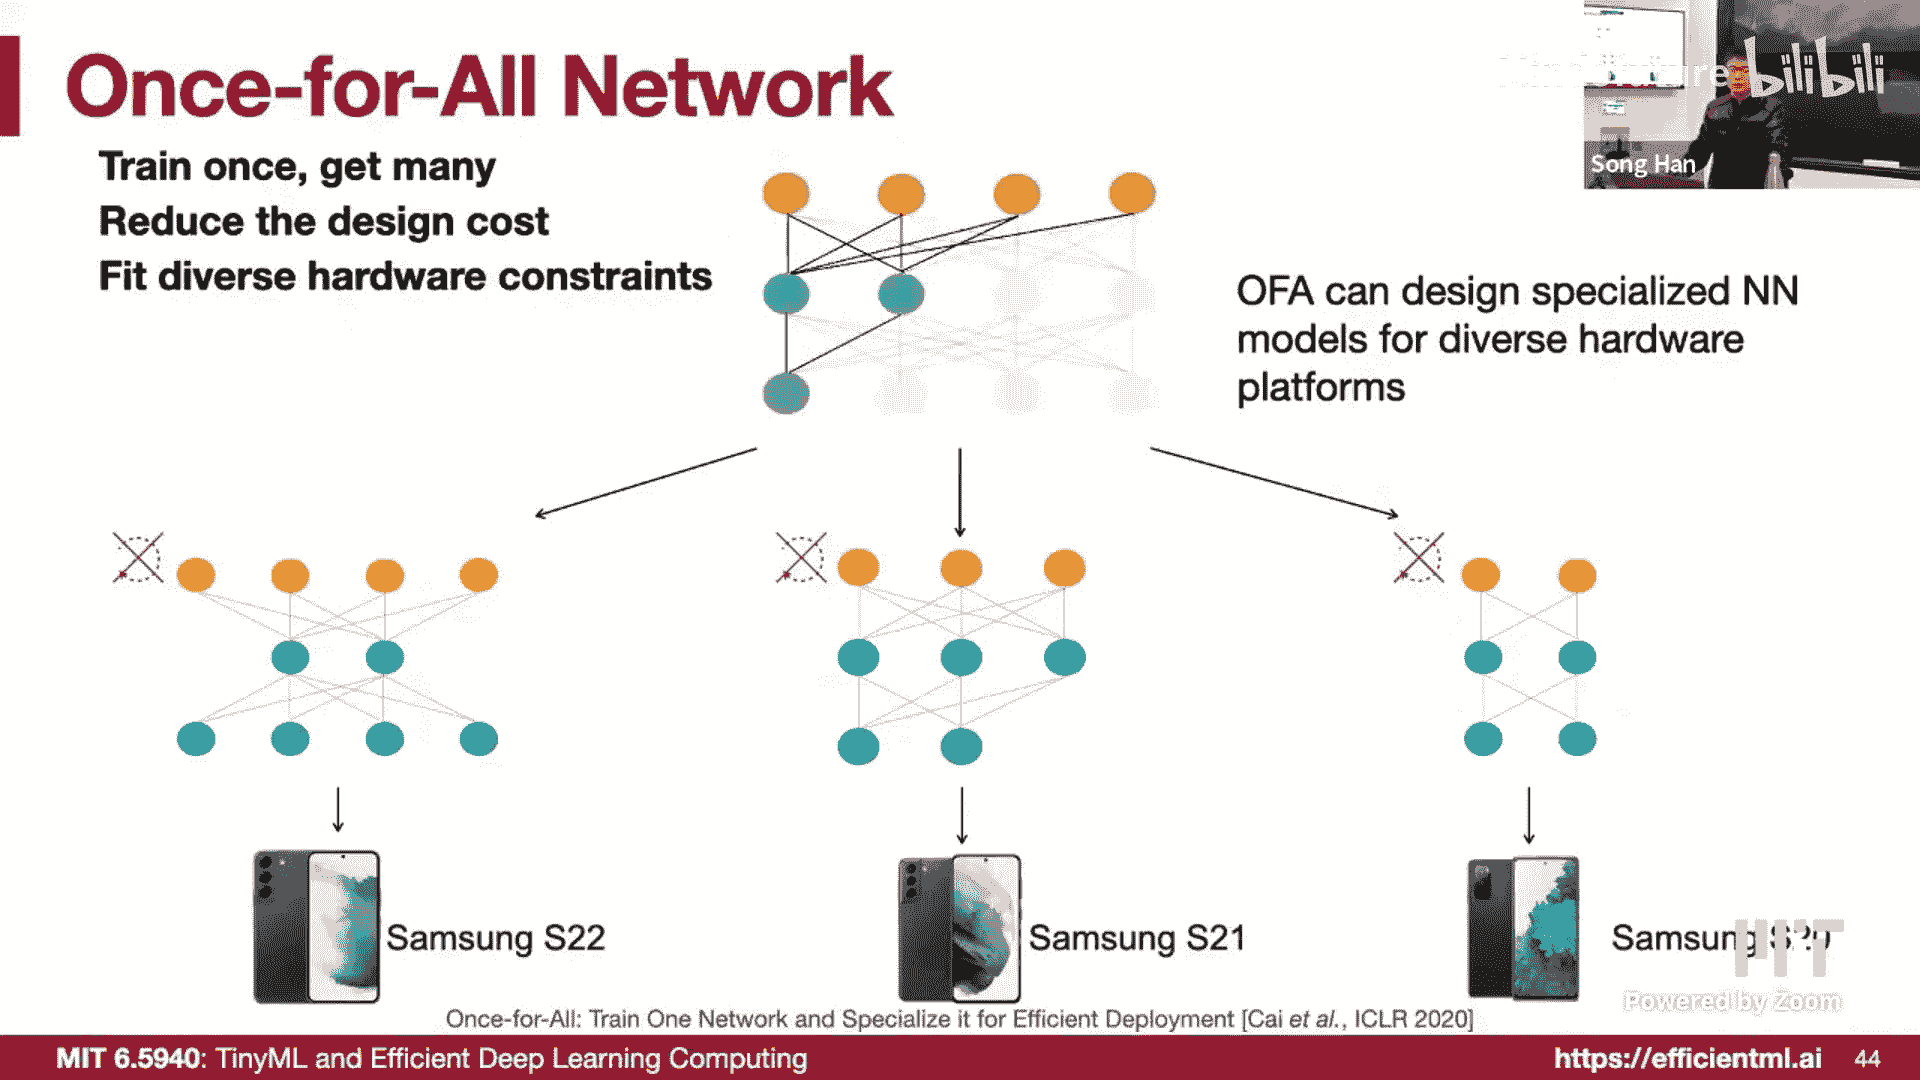 Once-for-All Network
bilibili
Song Han
Train once, get many
Reduce the design cost
Fit diverse hardware constraints
OFA can design specialized NN
models for diverse hardware
platforms
Samsung S22
Samsung S21
Samsung
MIT
Powered by Zoom
Once-for-All: Train One Network and Specialize it for Efficient Deployment [Cai et al., ICLR 2020]
MIT 6.5940: TinyML and Efficient Deep Learning Computing
https://efficientml.ai
44